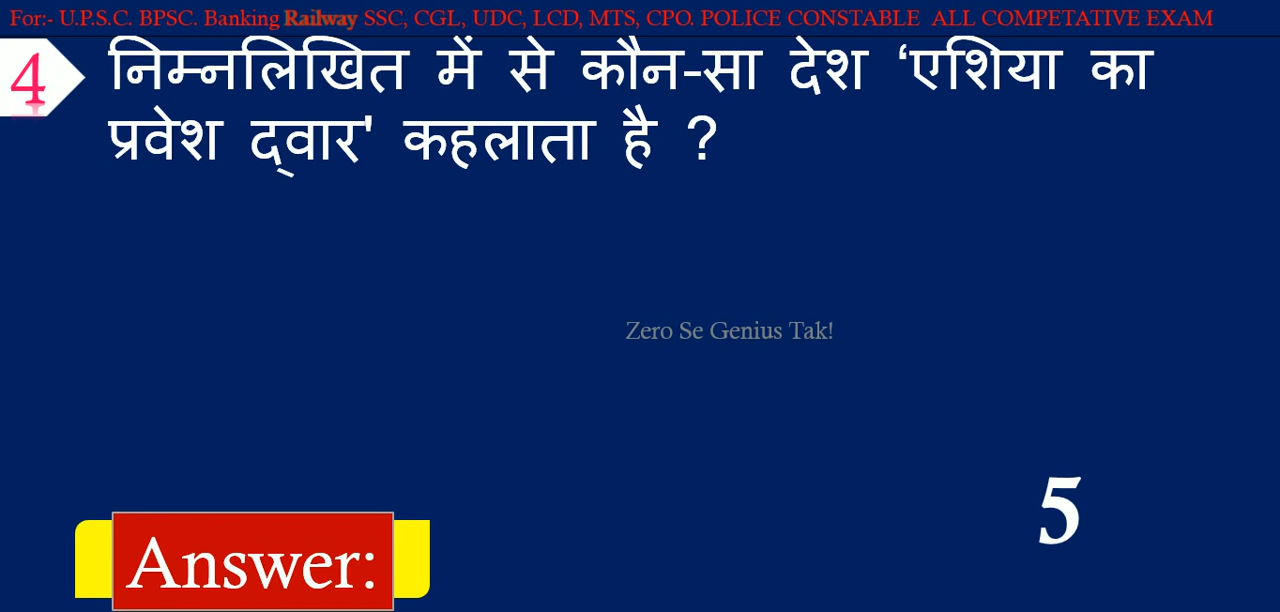 For:- U.P.S.C. BPSC. Banking Railway SSC, CGL, UDC, LCD, MTS, CPO. POLICE CONSTABLE ALL COMPETATIVE EXAM
4
निम्नलिखित में से कौन-सा देश ‘एशिया का
प्रवेश द्वार' कहलाता है ?
Zero Se Genius Tak!
5
Answer: